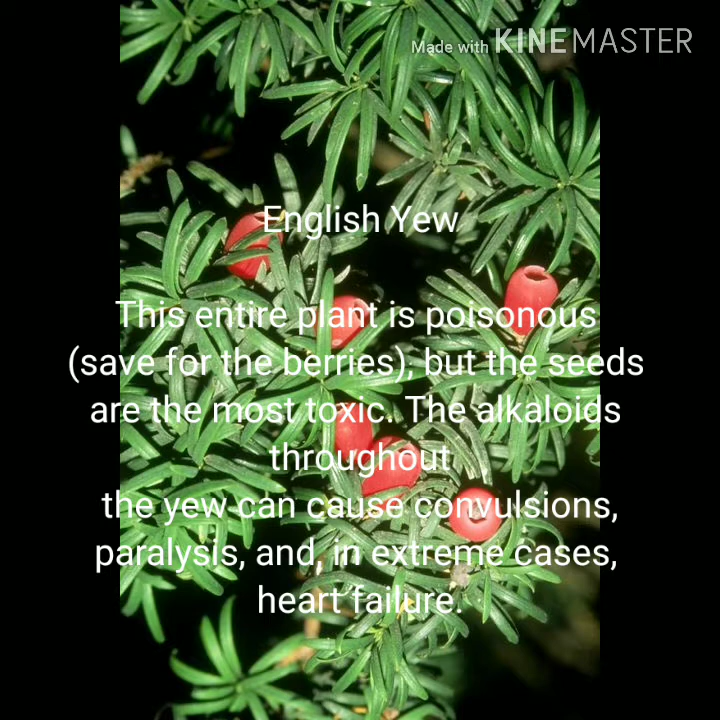 Made with KINEMASTER
English Yew
This entire plant is poisonous
(save for the berries), but the seeds
are the most toxic. The alkaloids
throughout
the yew can cause convulsions,
paralysis, and, in extreme cases,
heart failure.